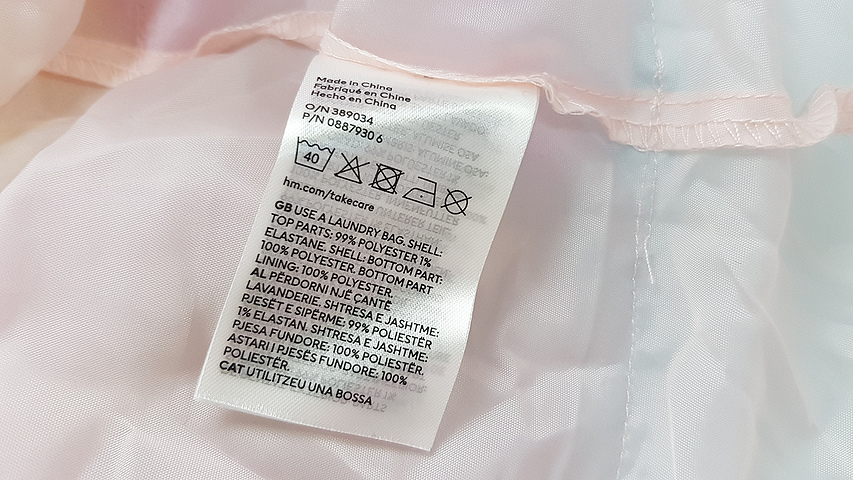 Made in China
Fabriqué en Chine
Hecho en China
O/N 389034
P/N 0887930 6
40
hm.com/takecare
GB USE A LAUNDRY BAG. SHELL:
TOP PARTS: 99% POLYESTER 1%
ELASTANE. SHELL: BOTTOM PART:
100% POLYESTER. BOTTOM PART
LINING: 100% POLYESTER.
AL PËRDORNI NJË ÇANTË
LAVANDERIE. SHTRESA E JASHTME:
PJESËT E SIPËRME: 99% POLIESTËR
1% ELASTAN. SHTRESA E JASHTME:
PJESA FUNDORE: 100% POLIESTËR.
ASTARI I PJESËS FUNDORE: 100%
POLIESTËR.
CAT UTILITZEU UNA BOSSA